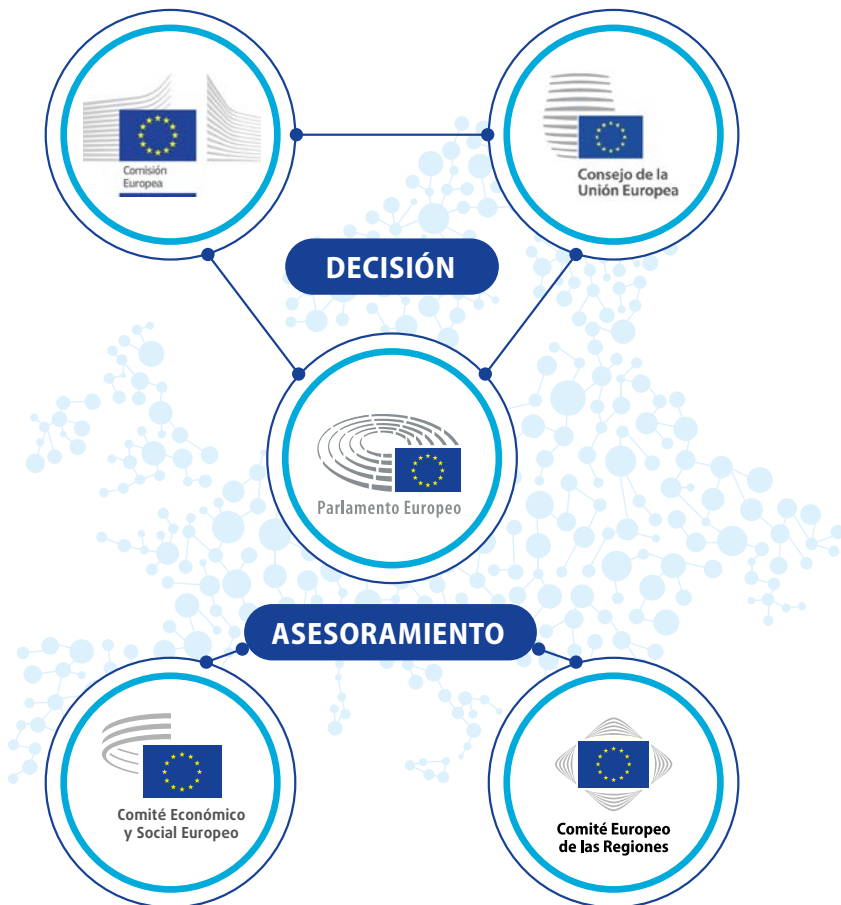 Comisión
Europea
Consejo de la
Unión Europea
DECISIÓN
Parlamento Europeo
ASESORAMIENTO
Comité Económico
y Social Europeo
Comité Europeo
de las Regiones